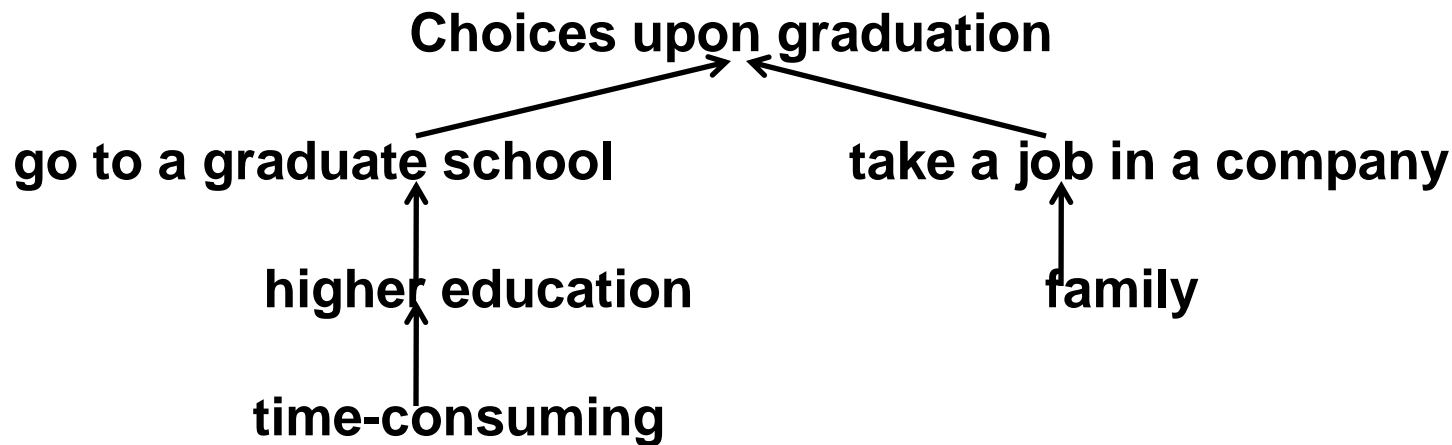 Choices upon graduation
go to a graduate school take a job in a company
higher education family
time-consuming